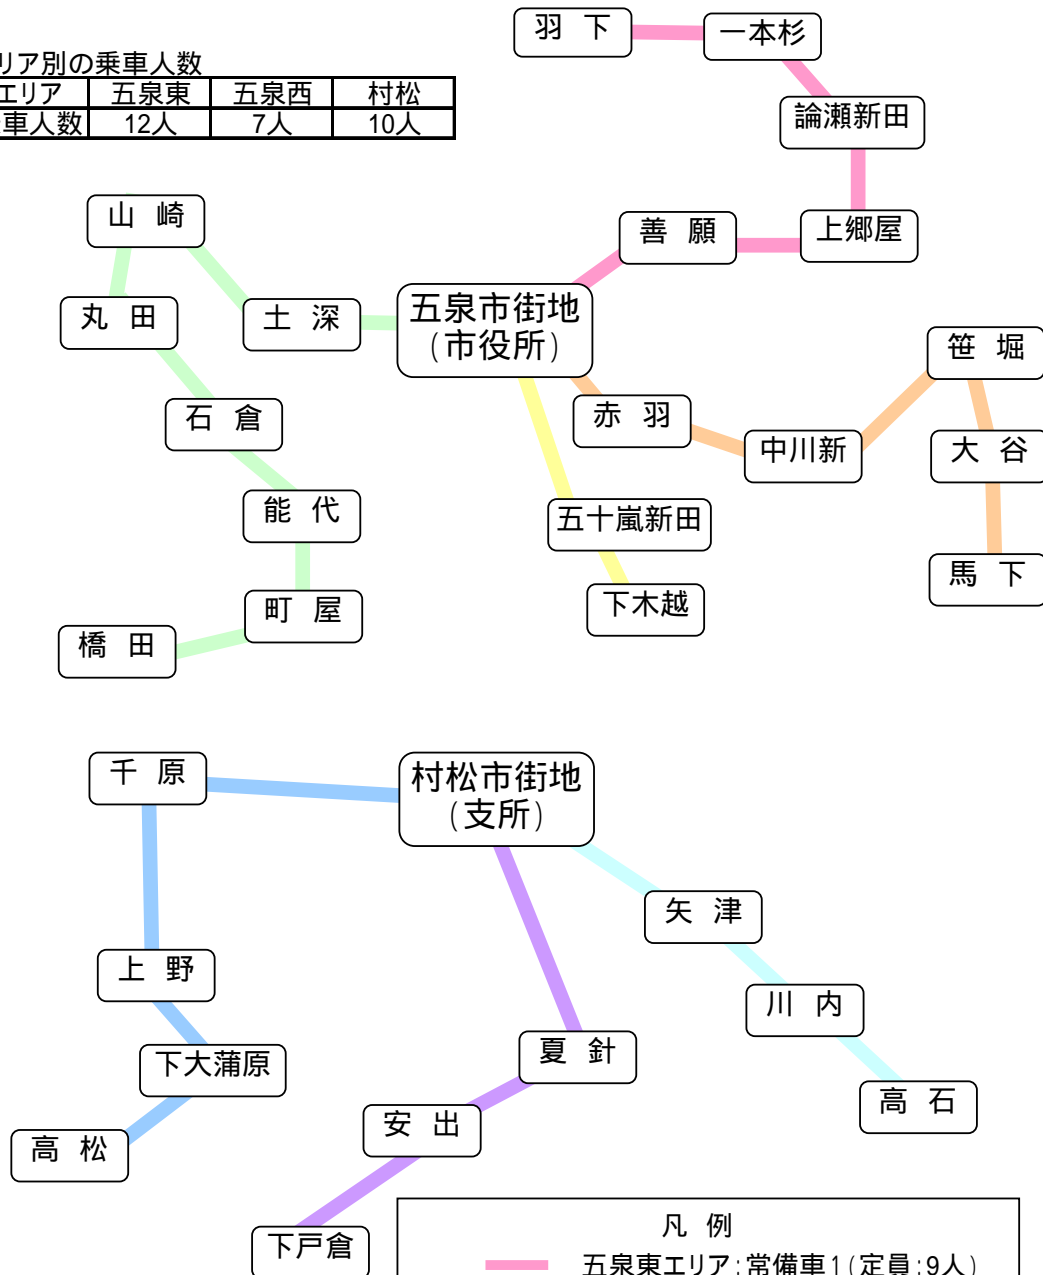 リア別の乗車人数
エリア 五泉東 五泉西 村松
車人数 12人 7人 10人
羽 下
一本杉
論瀬新田
上郷屋
善 願
山 崎
丸 田
土 深
五泉市街地
(市役所)
笹 堀
石 倉
赤 羽
中川新
大 谷
能 代
五十嵐新田
馬 下
町 屋
下木越
橋 田
千 原
村松市街地
(支所)
矢 津
上 野
川 内
夏 針
下大蒲原
高 石
安 出
高 松
下戸倉
凡 例
五泉東エリア:常備車1(定員:9人)